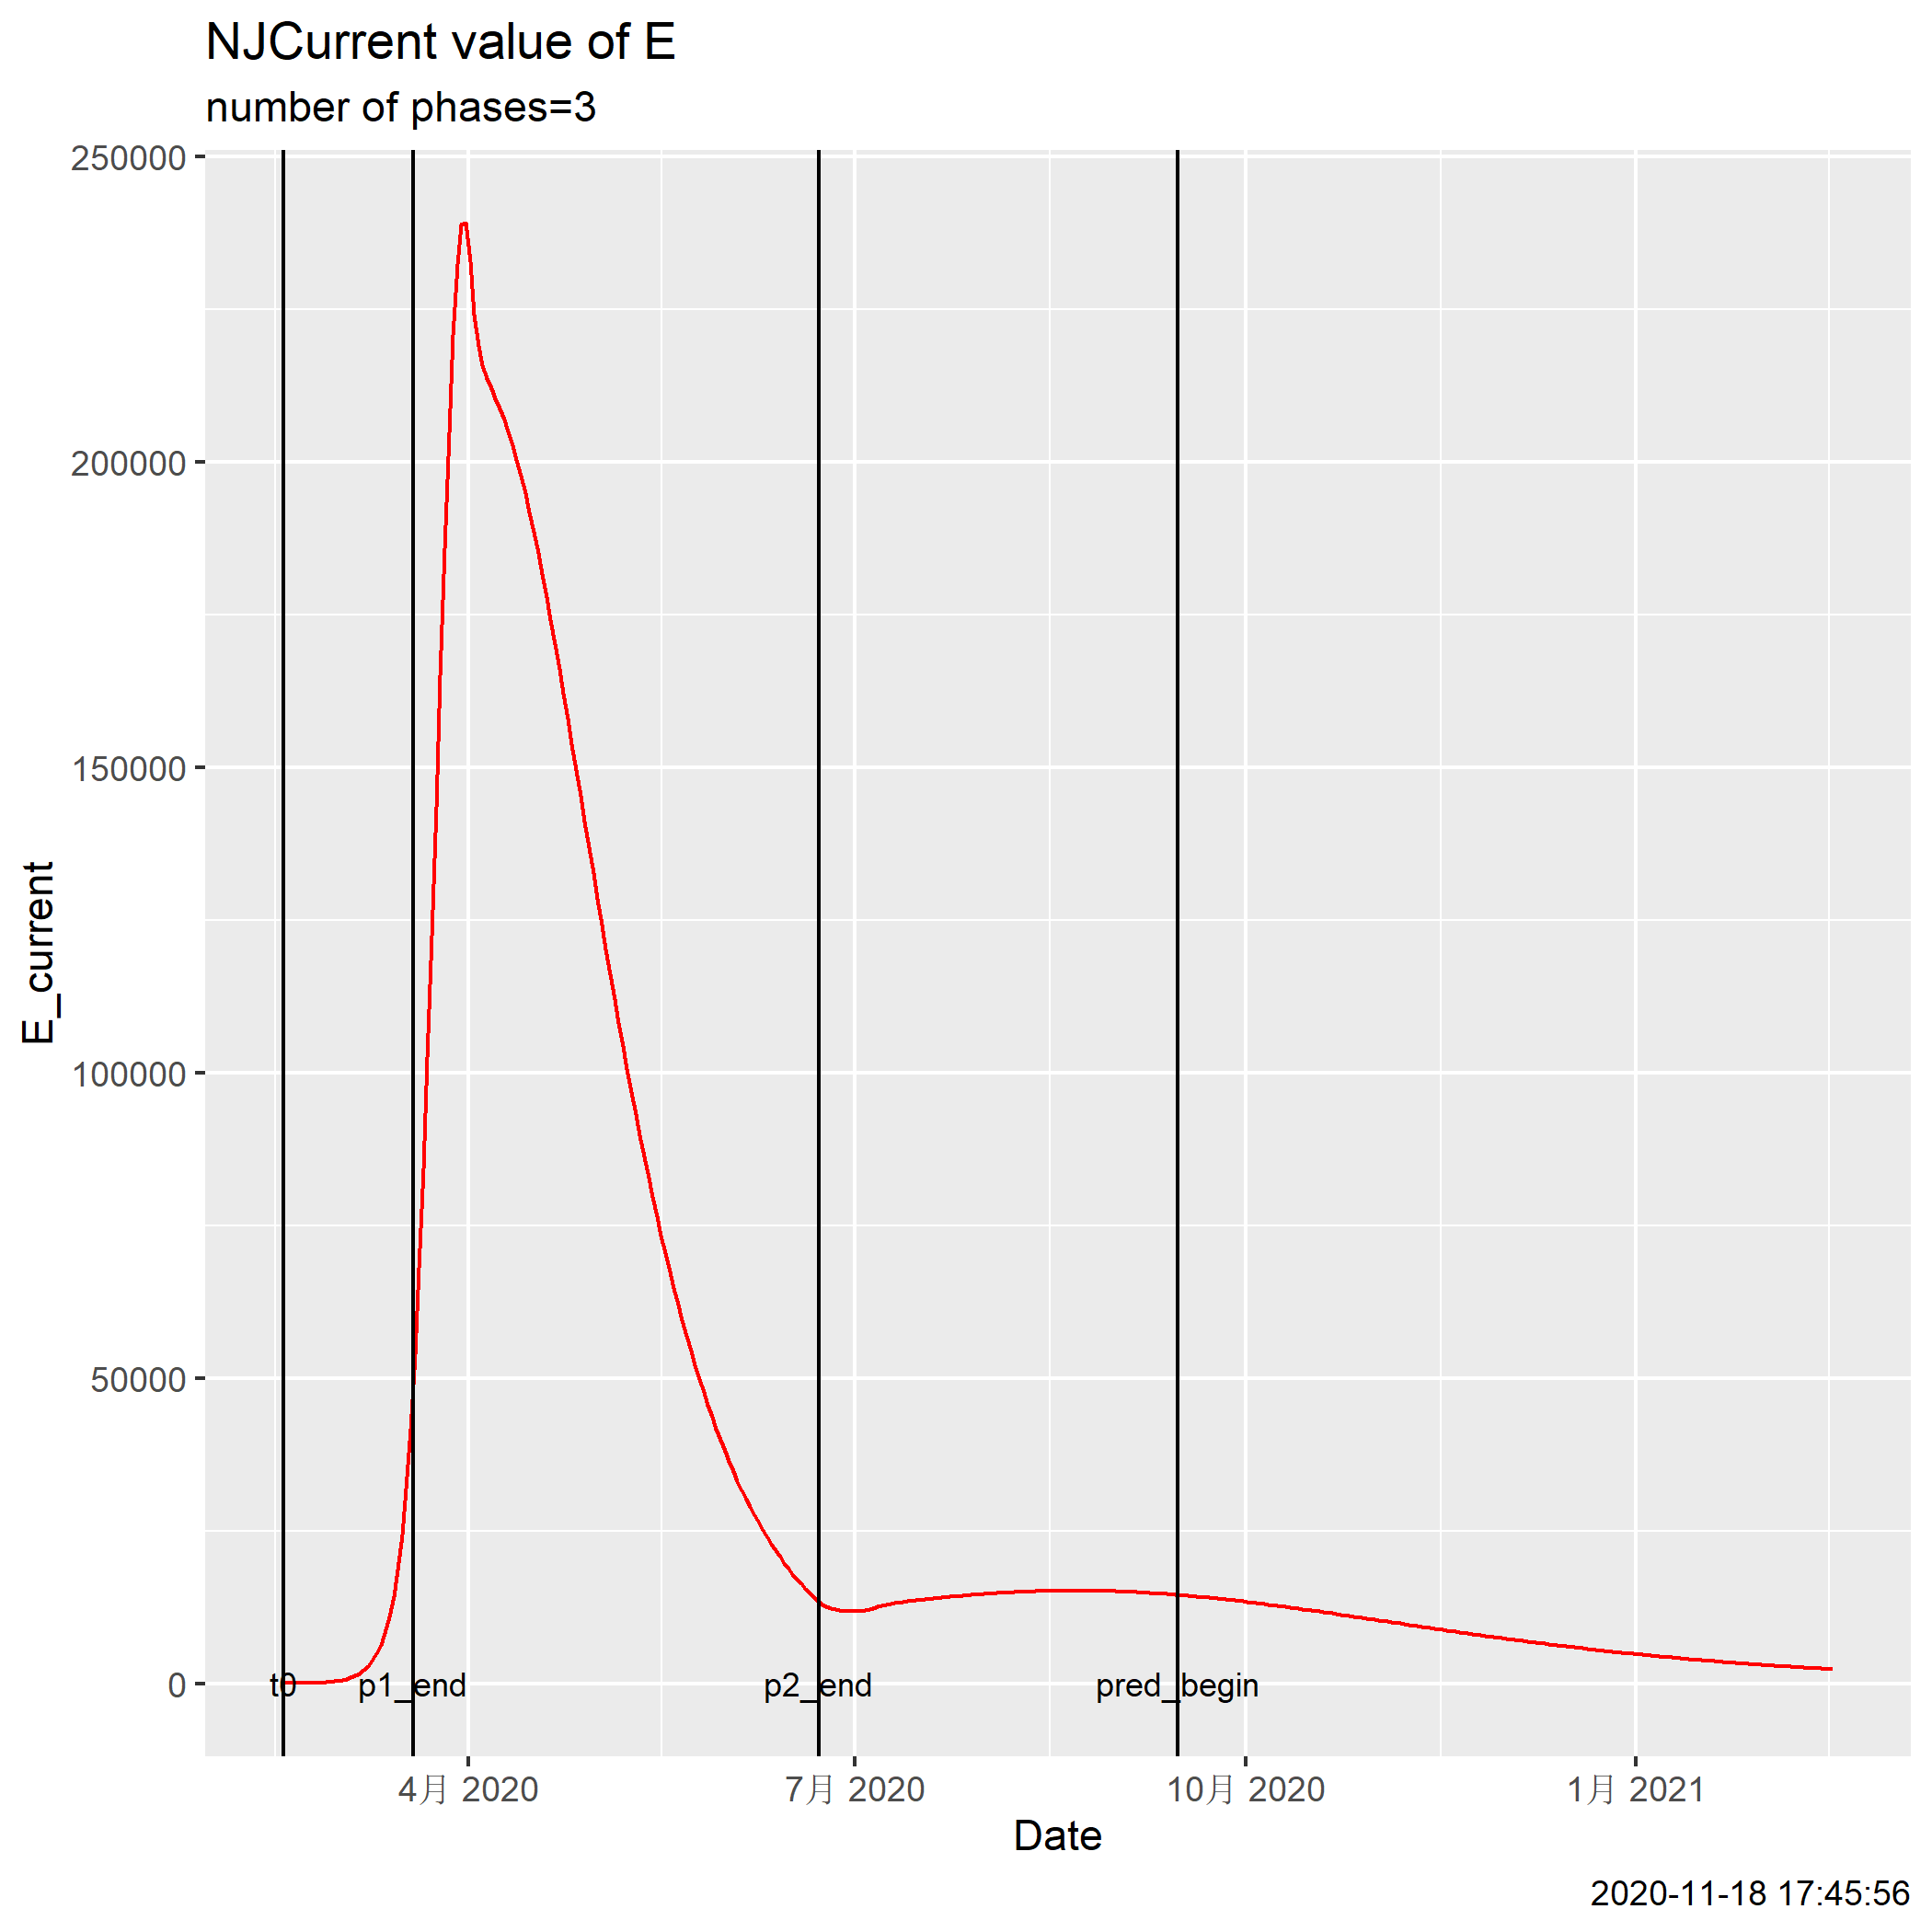 NJCurrent value of E
number of phases=3
250000
200000
150000
100000
50000
0
E_current
t0
p1_end
p2_end
pred_begin
4月 2020
7月 2020
10月 2020
1月 2021
Date
2020-11-18 17:45:56